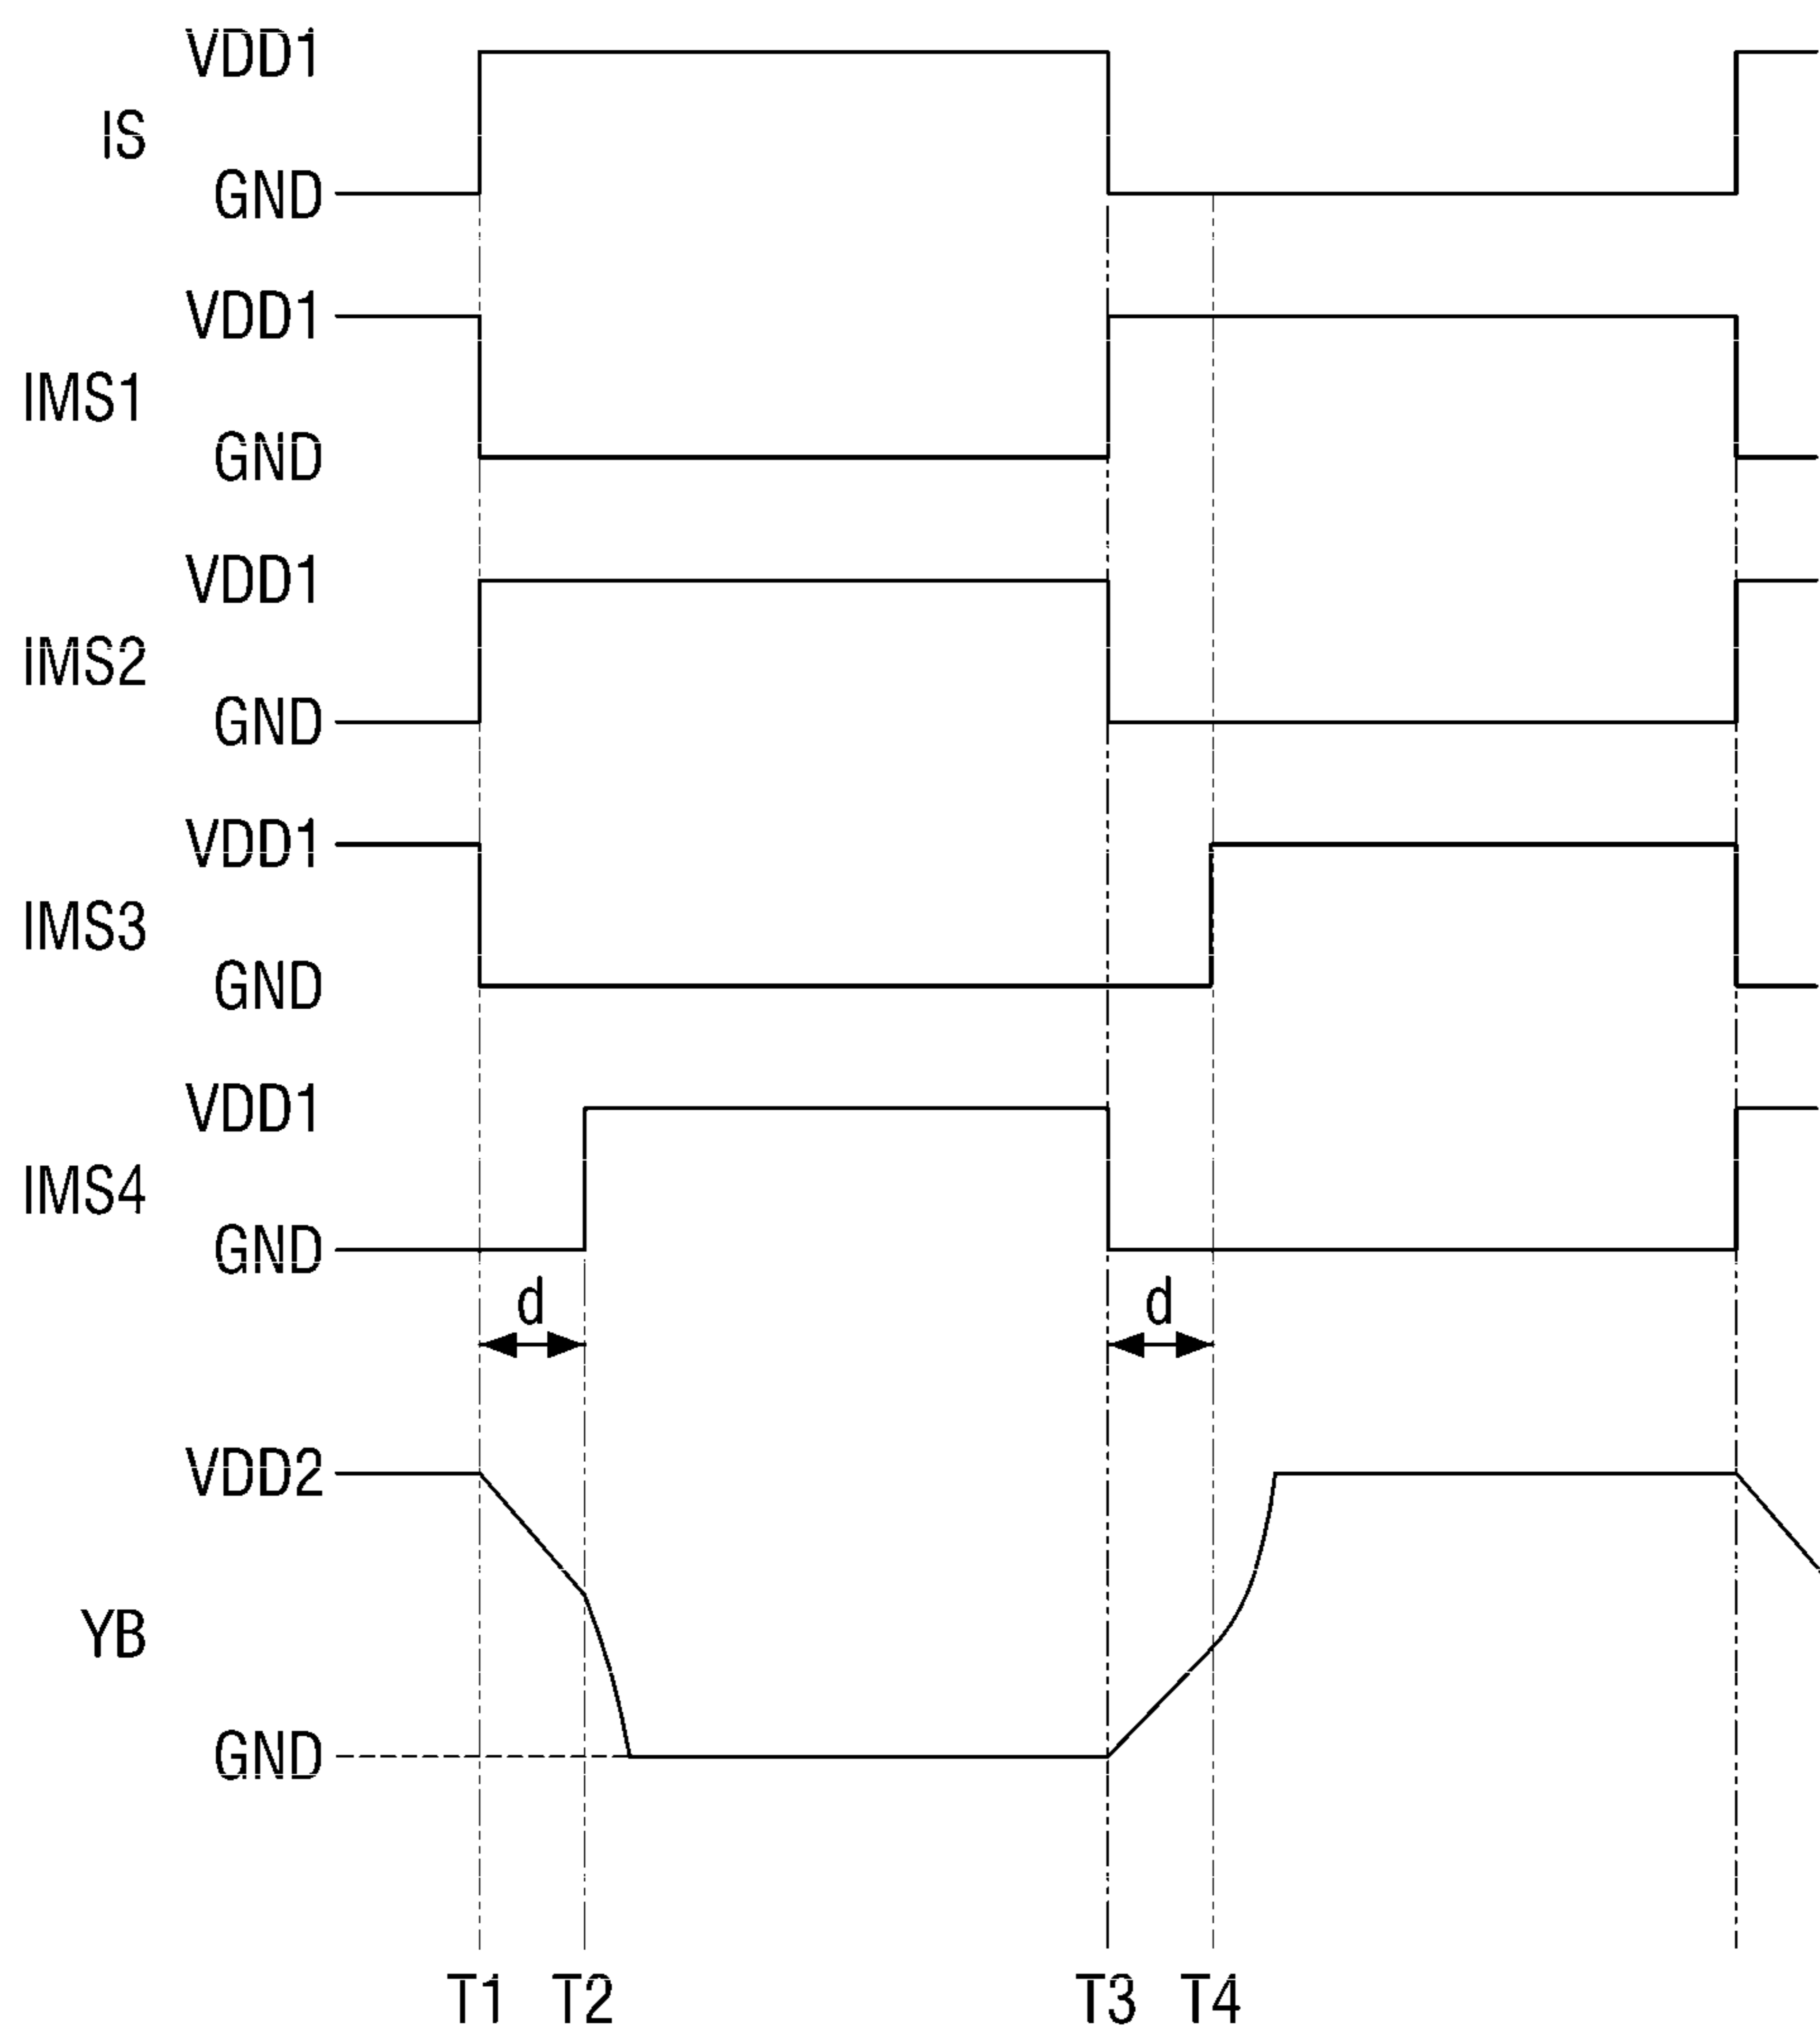 VDD1
IS
GND
VDD1
IMS1
GND
VDD1
IMS2
GND
VDD1
IMS3
GND
VDD1
IMS4
GND
d d
VDD2
YB
GND
T1 T2 T3 T4